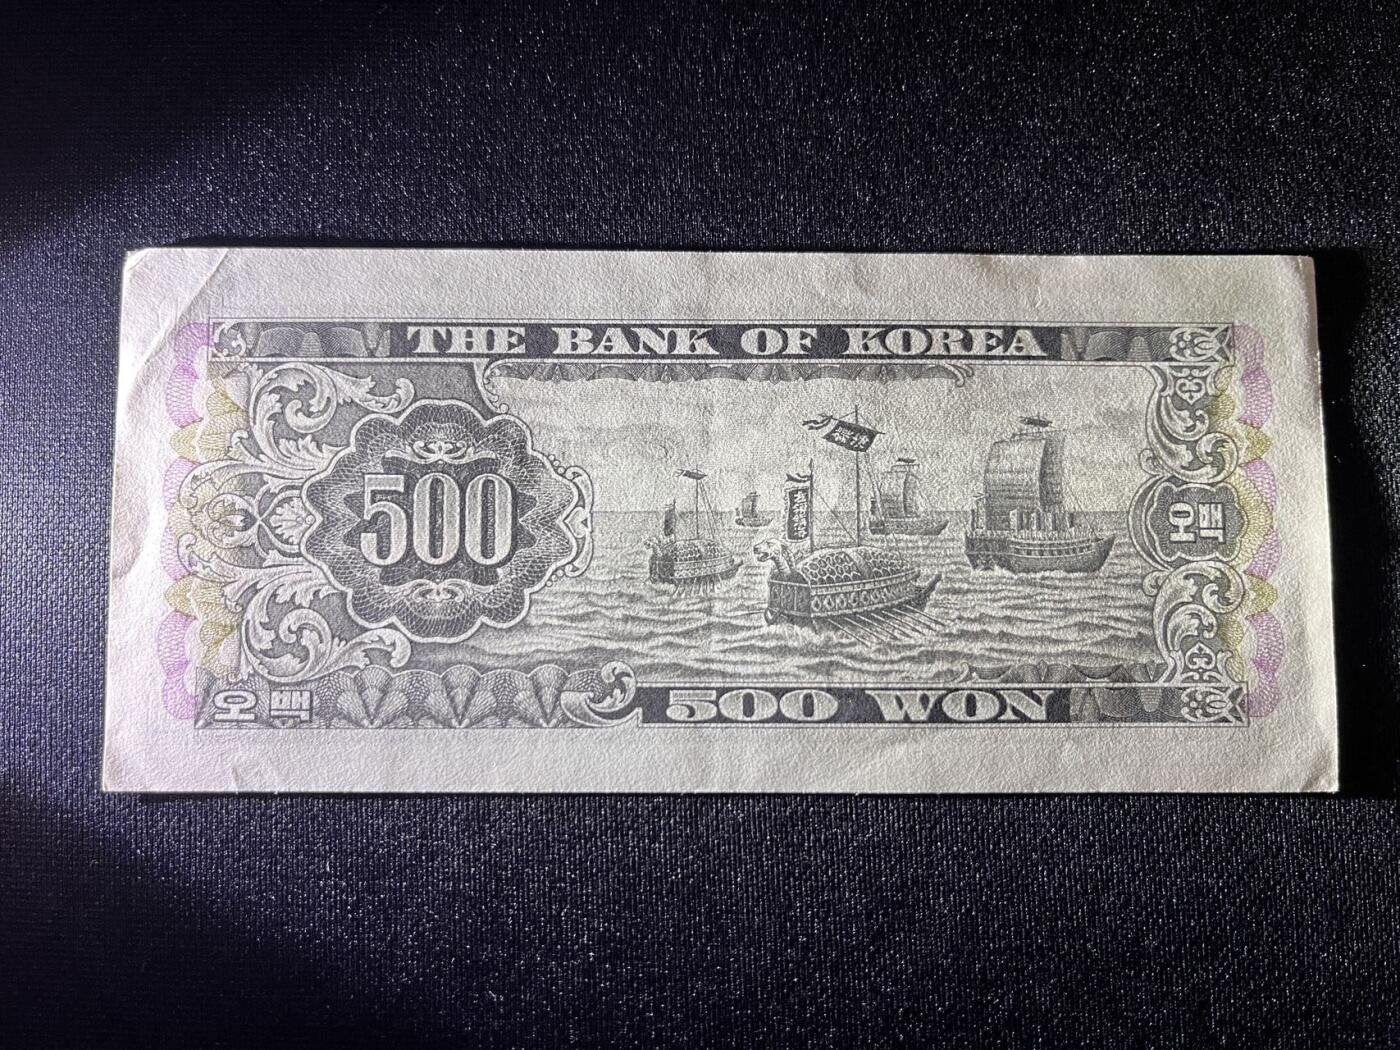 THE BANK OF KOREA
500
오백
오백
500 WON